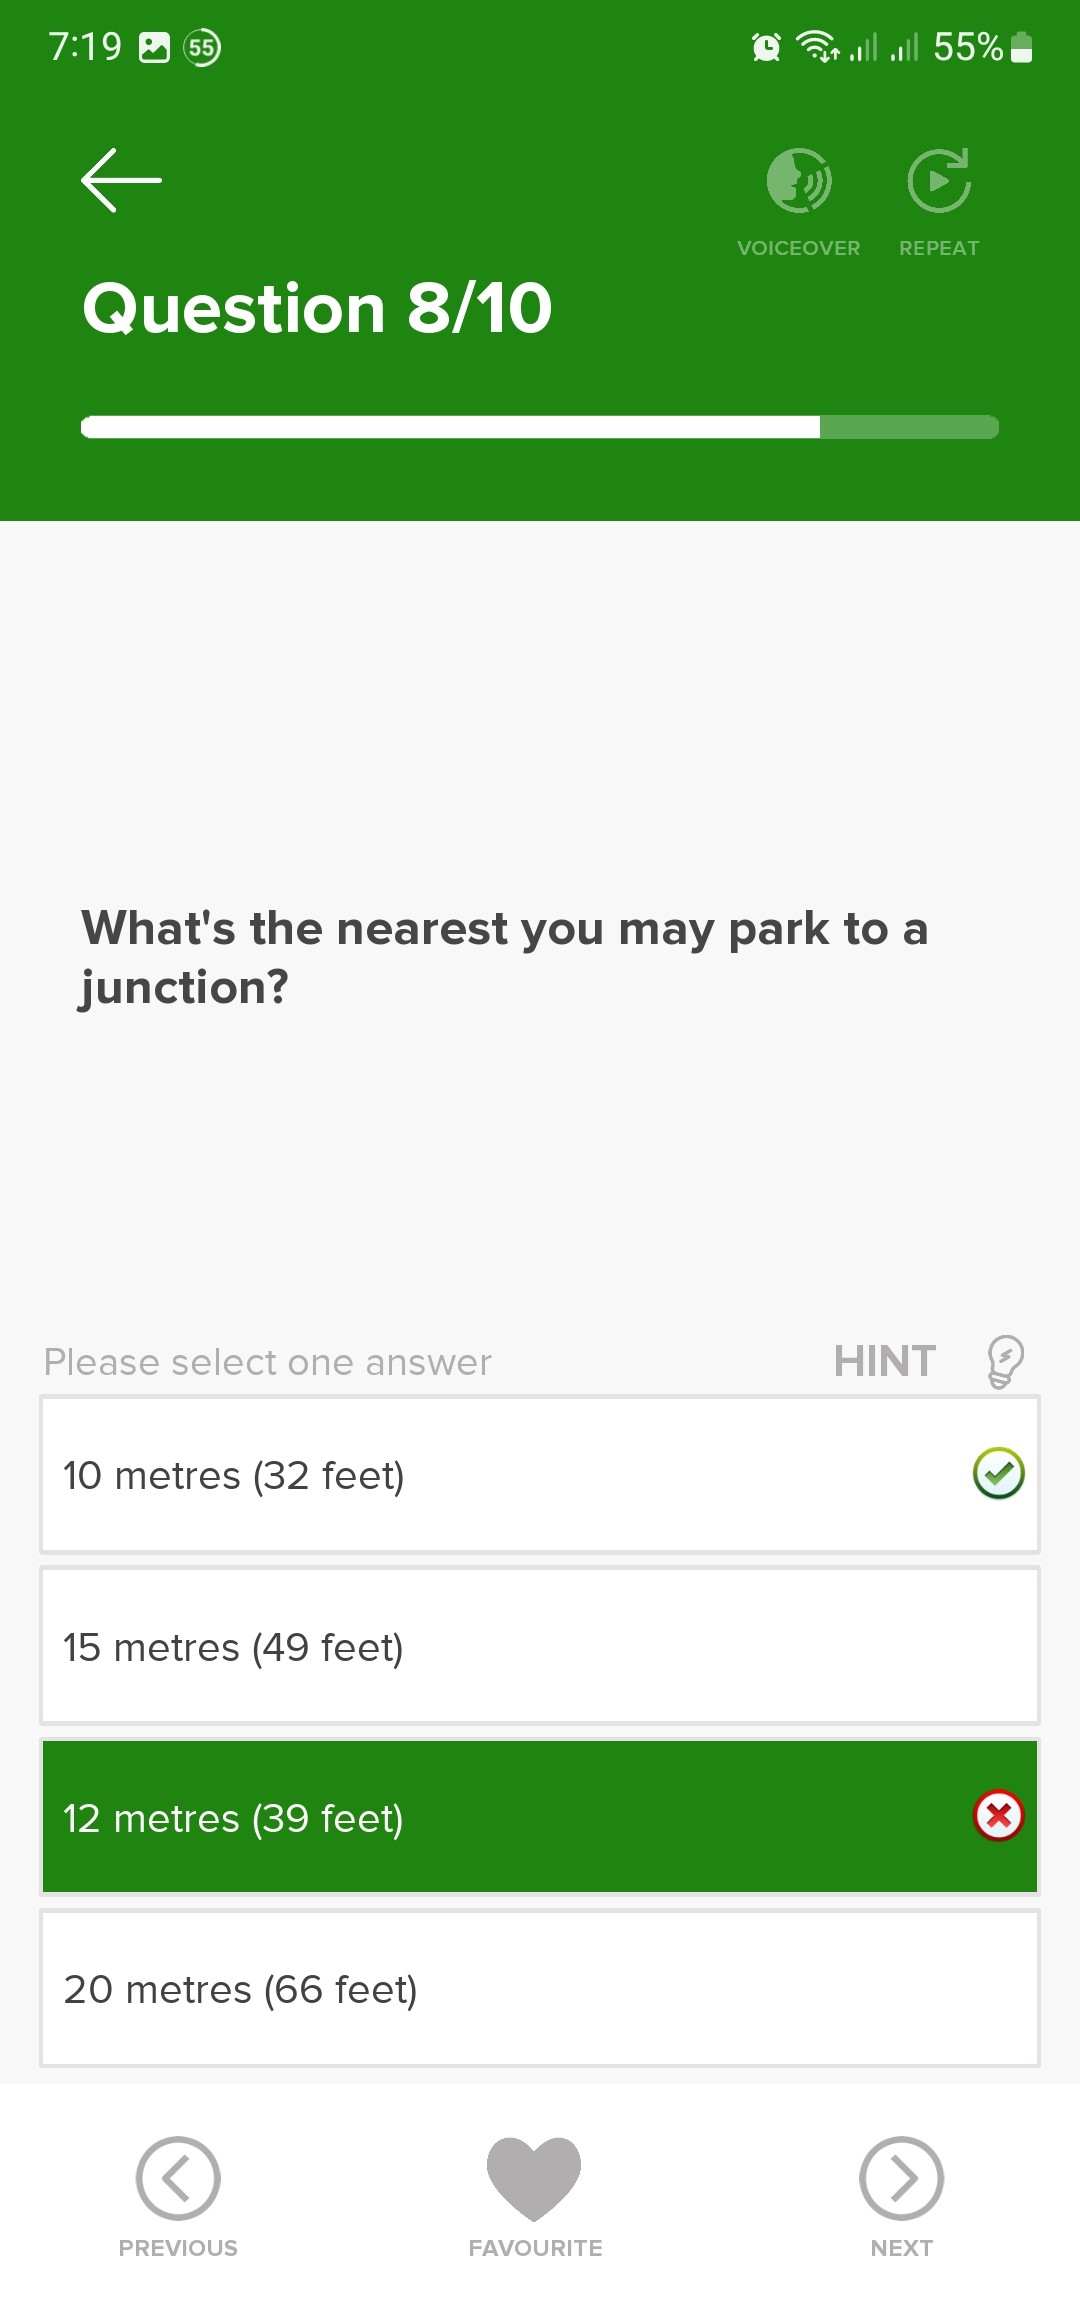 7:19 55 55%
VOICEOVER REPEAT
Question 8/10
What's the nearest you may park to a
junction?
Please select one answer HINT
10 metres (32 feet)
15 metres (49 feet)
12 metres (39 feet)
20 metres (66 feet)
PREVIOUS FAVOURITE NEXT